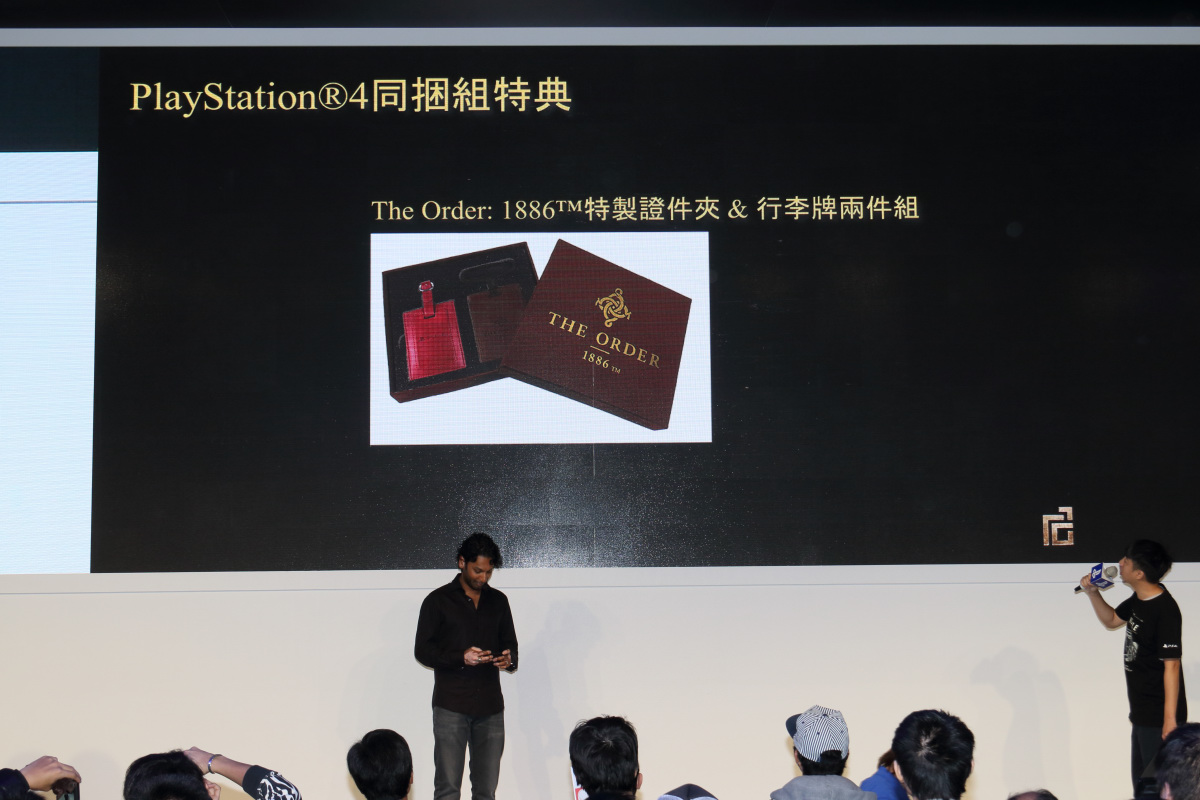 PlayStation®4同捆組特典
The Order: 1886™特製證件夾 & 行李牌兩件組
THE ORDER
1886™